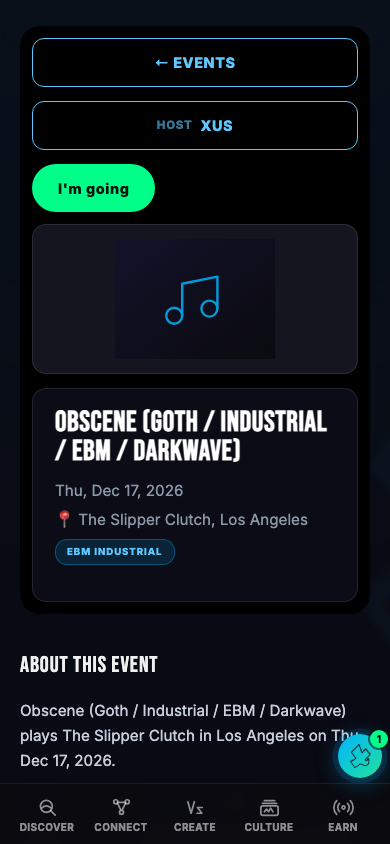 ← EVENTS
HOST XUS
I'm going
OBSCENE (GOTH / INDUSTRIAL
/ EBM / DARKWAVE)
Thu, Dec 17, 2026
📍 The Slipper Clutch, Los Angeles
EBM INDUSTRIAL
ABOUT THIS EVENT
Obscene (Goth / Industrial / EBM / Darkwave)
plays The Slipper Clutch in Los Angeles on Thu,
Dec 17, 2026.
1
DISCOVER CONNECT CREATE CULTURE EARN